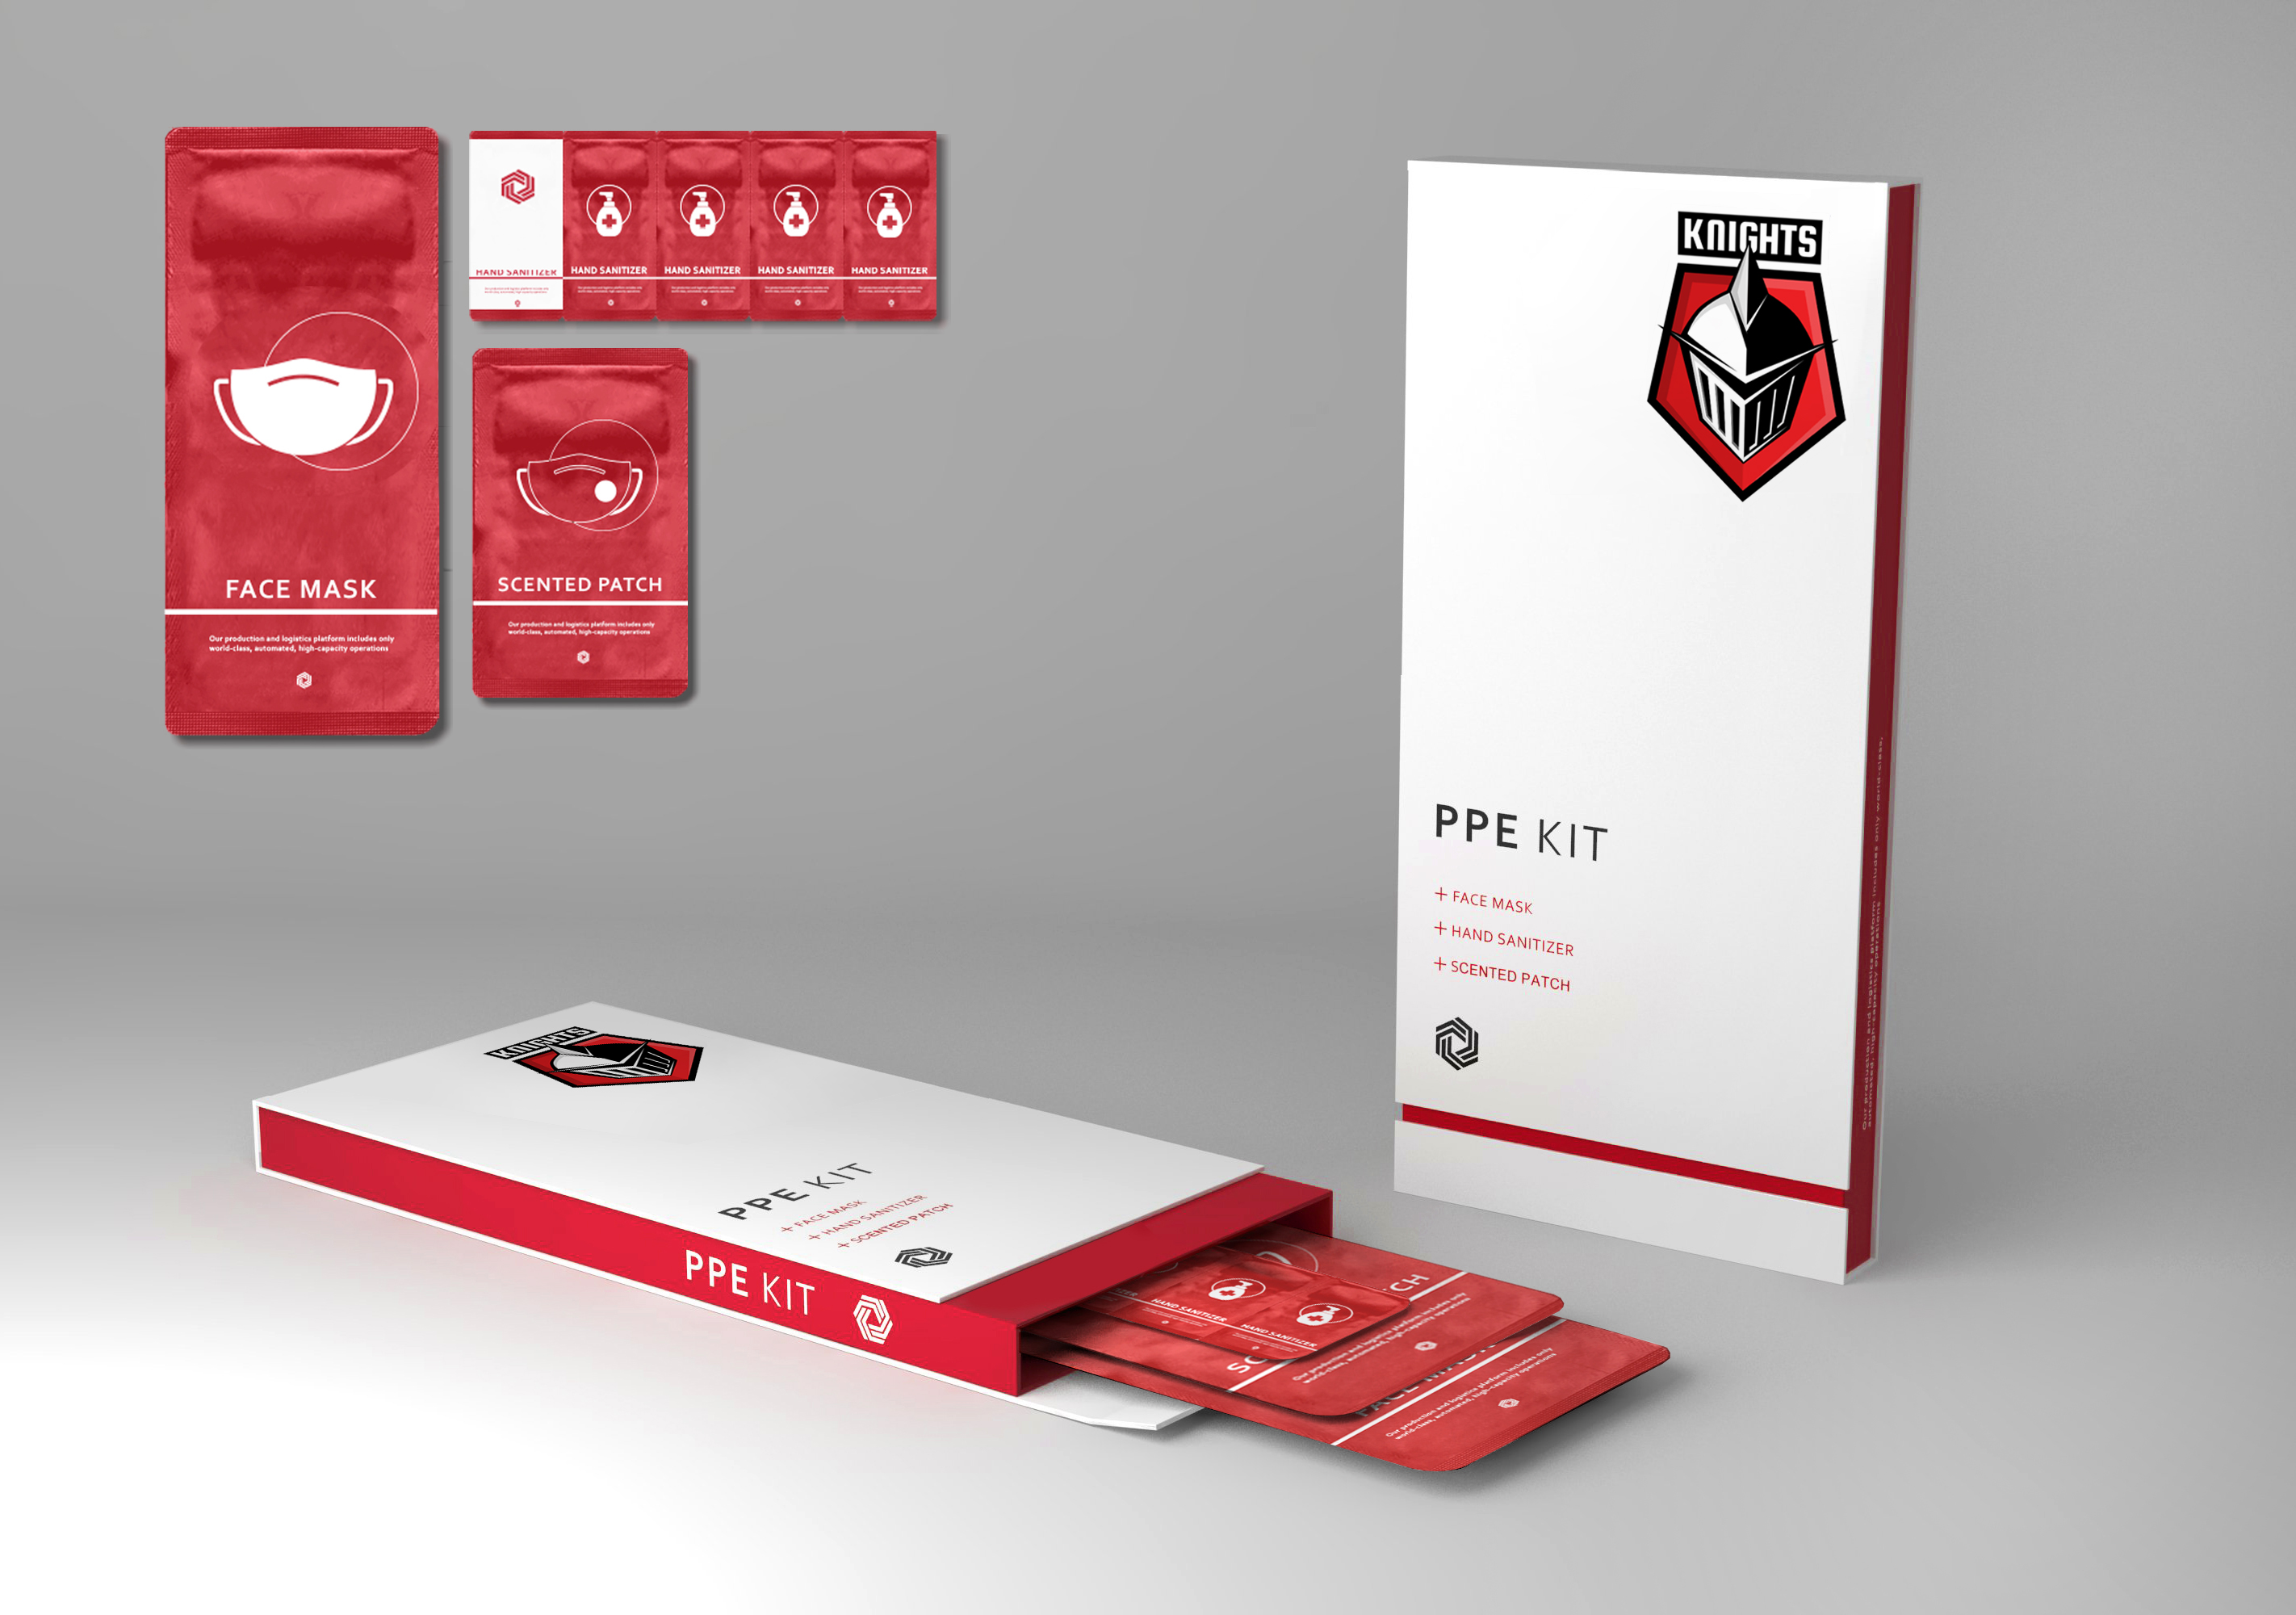 FACE MASK
Our production and logistics platform includes only
world-class, automated, high-capacity operations
HAND SANITIZER
HAND SANITIZER
HAND SANITIZER
HAND SANITIZER
HAND SANITIZER
SCENTED PATCH
Our production and logistics platform includes only
world-class, automated, high-capacity operations
KNIGHTS
PPE KIT
+ FACE MASK
+ HAND SANITIZER
+ SCENTED PATCH
Our production and logistics platform includes only world-class,
automated, high-capacity operations
KNIGHTS
PPE KIT
+ FACE MASK
+ HAND SANITIZER
+ SCENTED PATCH
PPE KIT
HAND SANITIZER
HAND SANITIZER
CH
Our production and logistics platform includes only
world-class, automated, high-capacity operations
FACE MASK
Our production and logistics platform includes only
world-class, automated, high-capacity operations